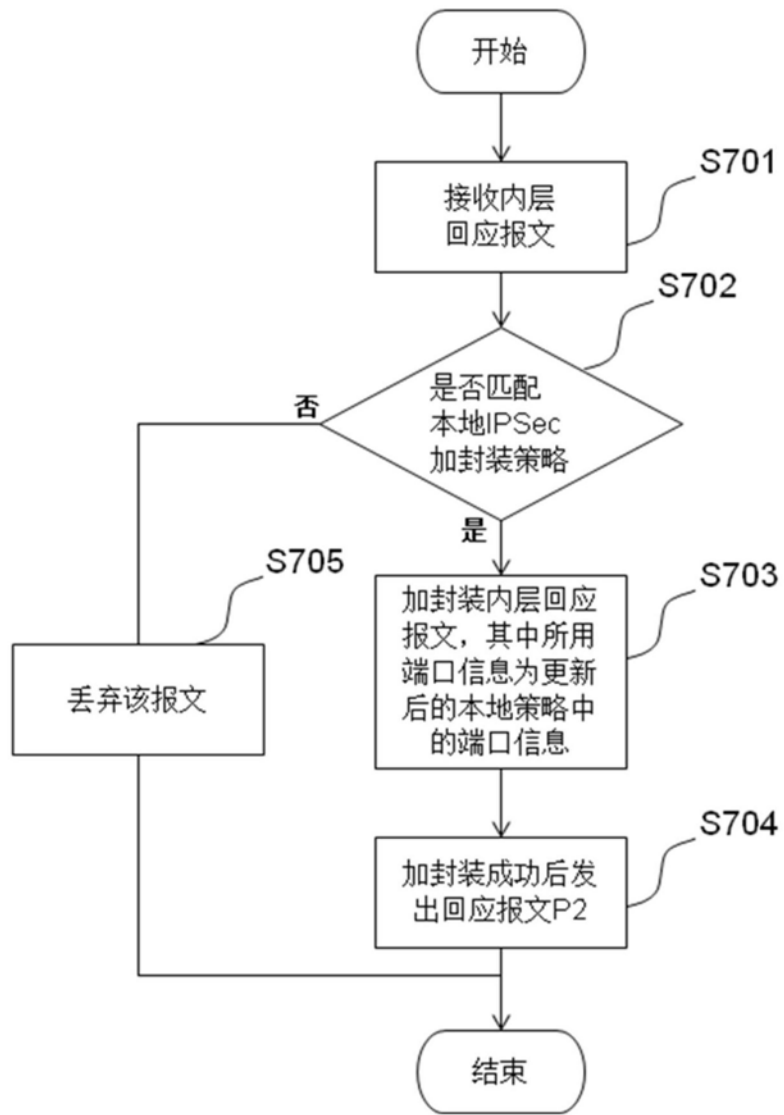 开始
S701
接收内层
回应报文
S702
是否匹配
本地IPSec
加封装策略
否
是
S705
丢弃该报文
S703
加封装内层回应
报文，其中所用
端口信息为更新
后的本地策略中
的端口信息
S704
加封装成功后发
出回应报文P2
结束